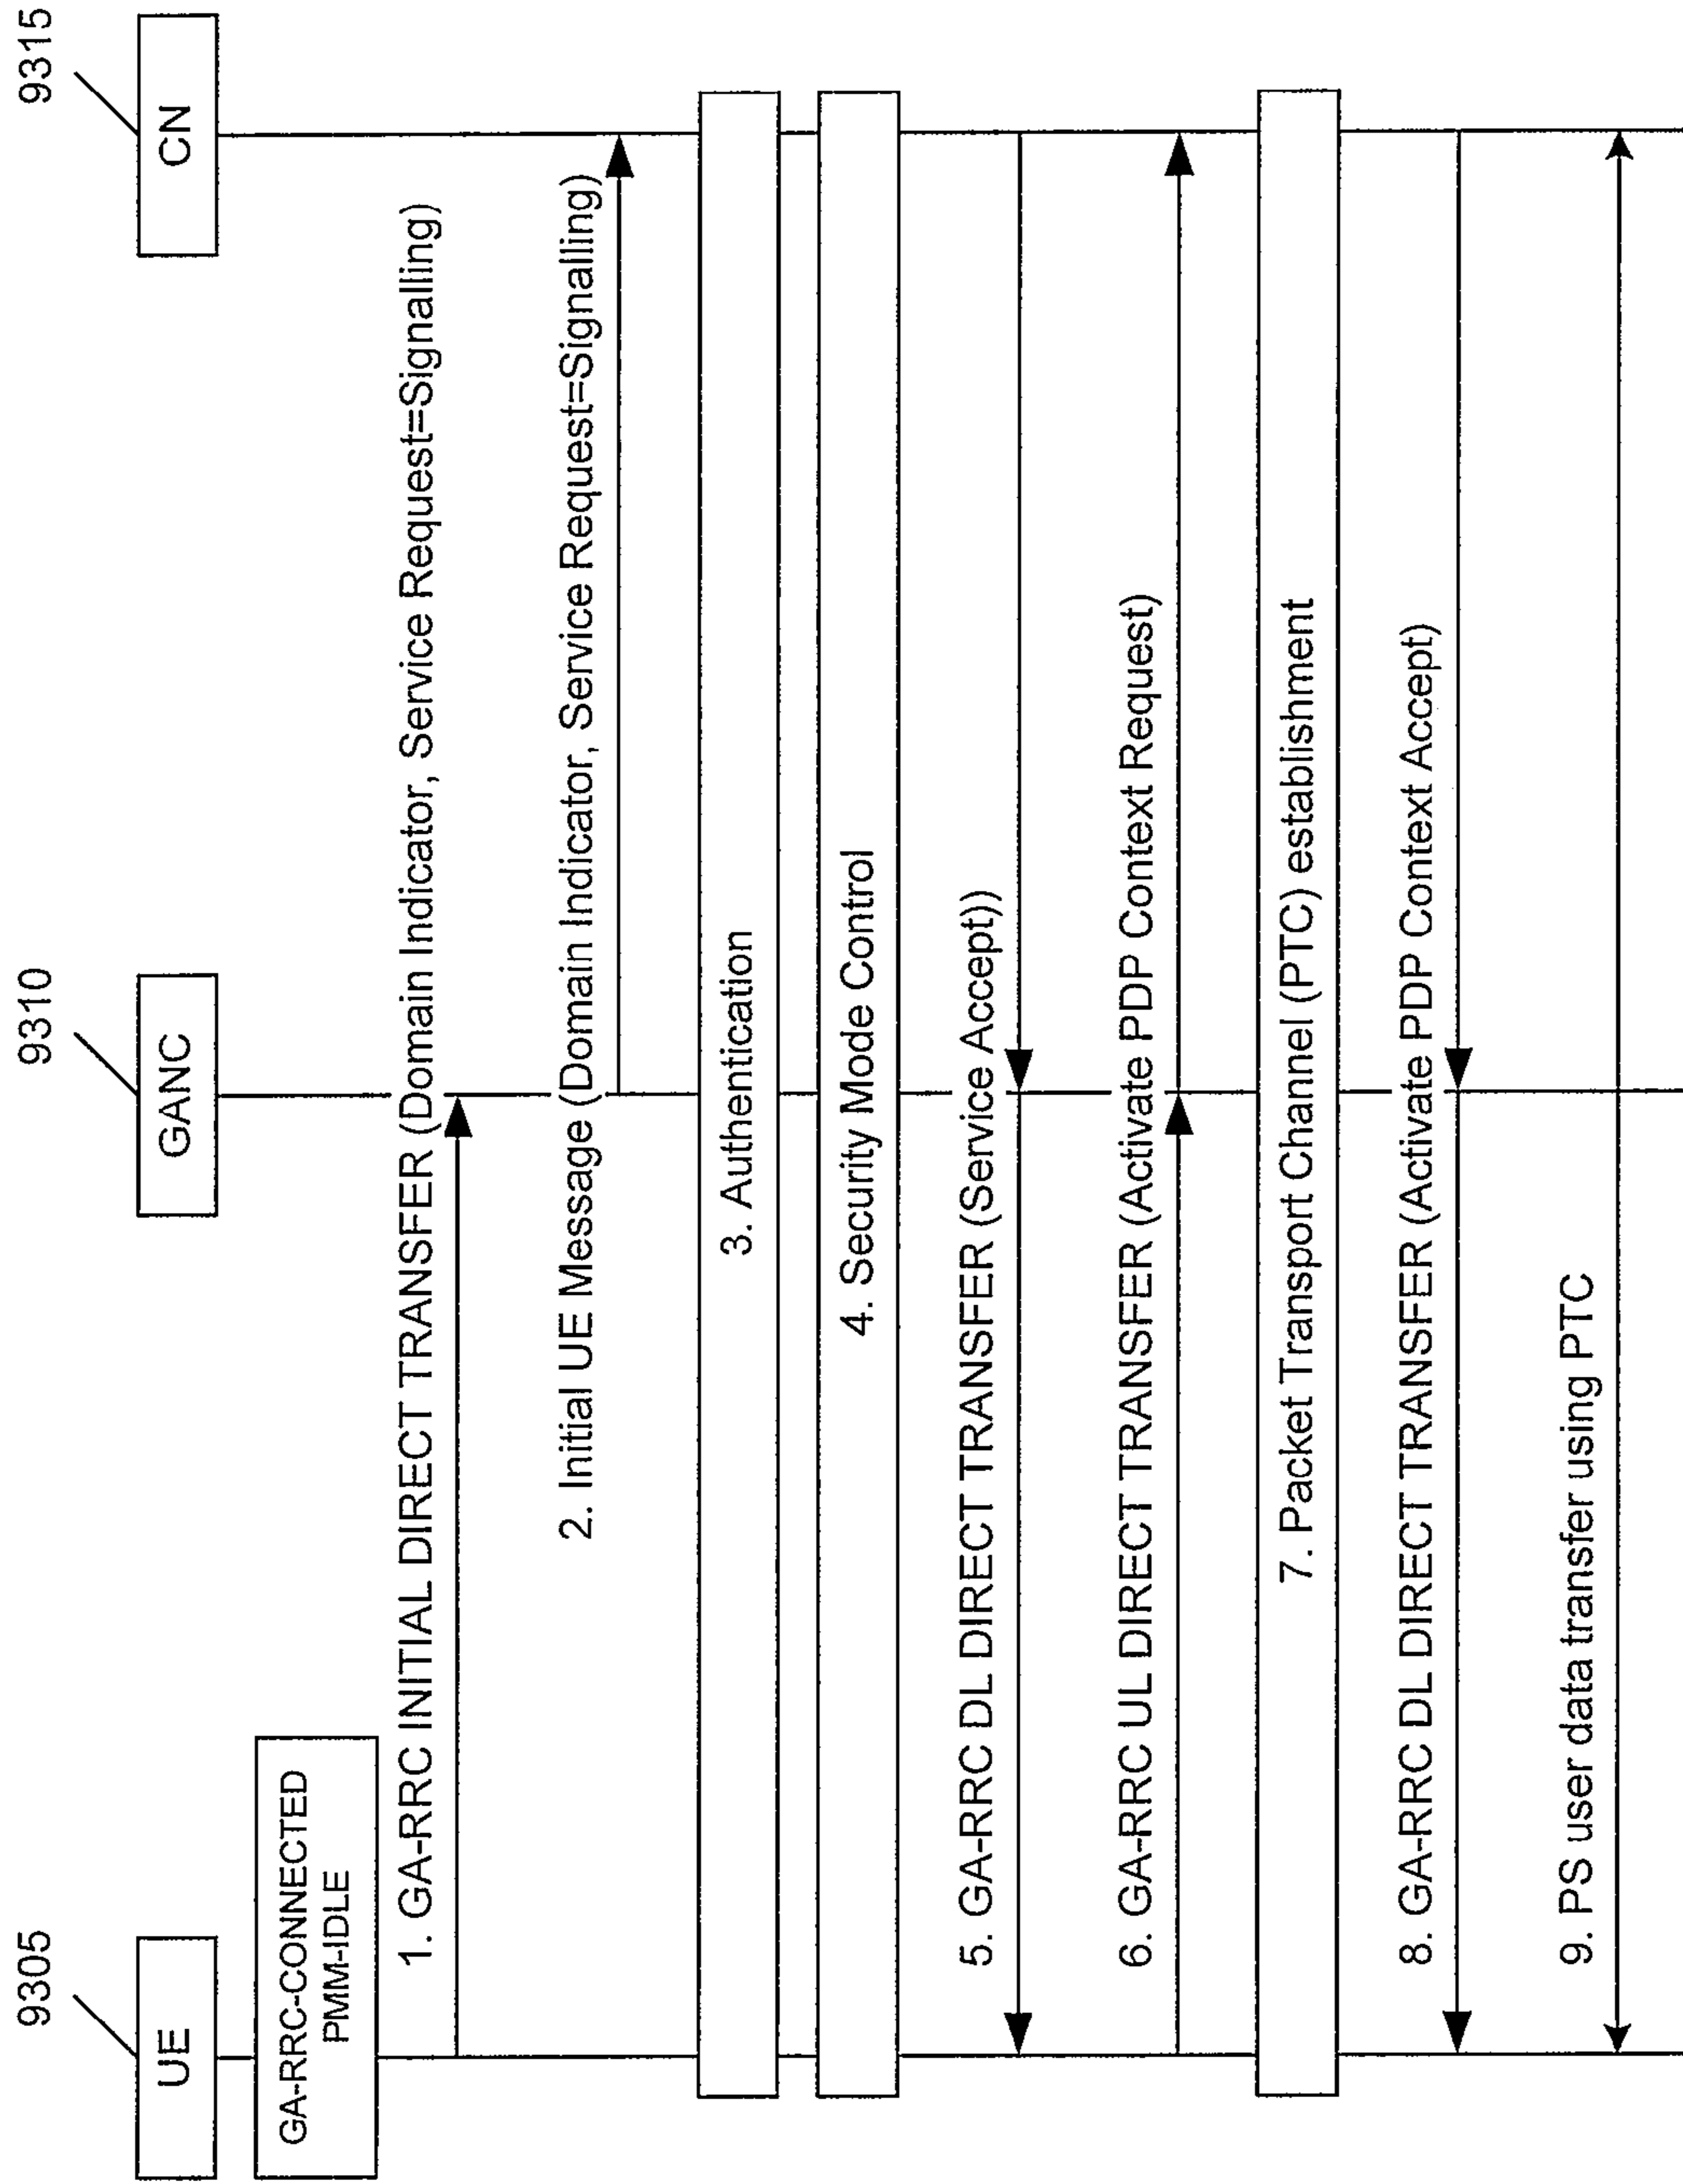 9305
9310
9315
UE
GANC
CN
GA-RRC-CONNECTED
PMM-IDLE
1. GA-RRC INITIAL DIRECT TRANSFER (Domain Indicator, Service Request=Signalling)
2. Initial UE Message (Domain Indicator, Service Request=Signalling)
3. Authentication
4. Security Mode Control
5. GA-RRC DL DIRECT TRANSFER (Service Accept))
6. GA-RRC UL DIRECT TRANSFER (Activate PDP Context Request)
7. Packet Transport Channel (PTC) establishment
8. GA-RRC DL DIRECT TRANSFER (Activate PDP Context Accept)
9. PS user data transfer using PTC